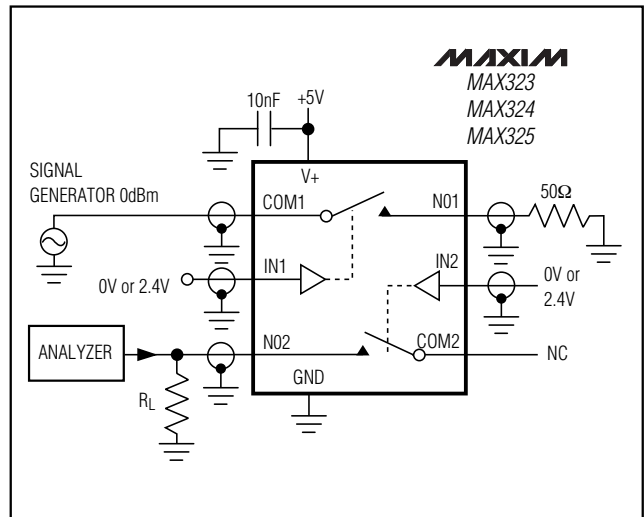 MAXIM
MAX323
MAX324
MAX325
10nF
+5V
V+
SIGNAL
GENERATOR 0dBm
COM1
N01
50Ω
IN1
IN2
0V or 2.4V
0V or
2.4V
ANALYZER
N02
COM2
NC
GND
RL